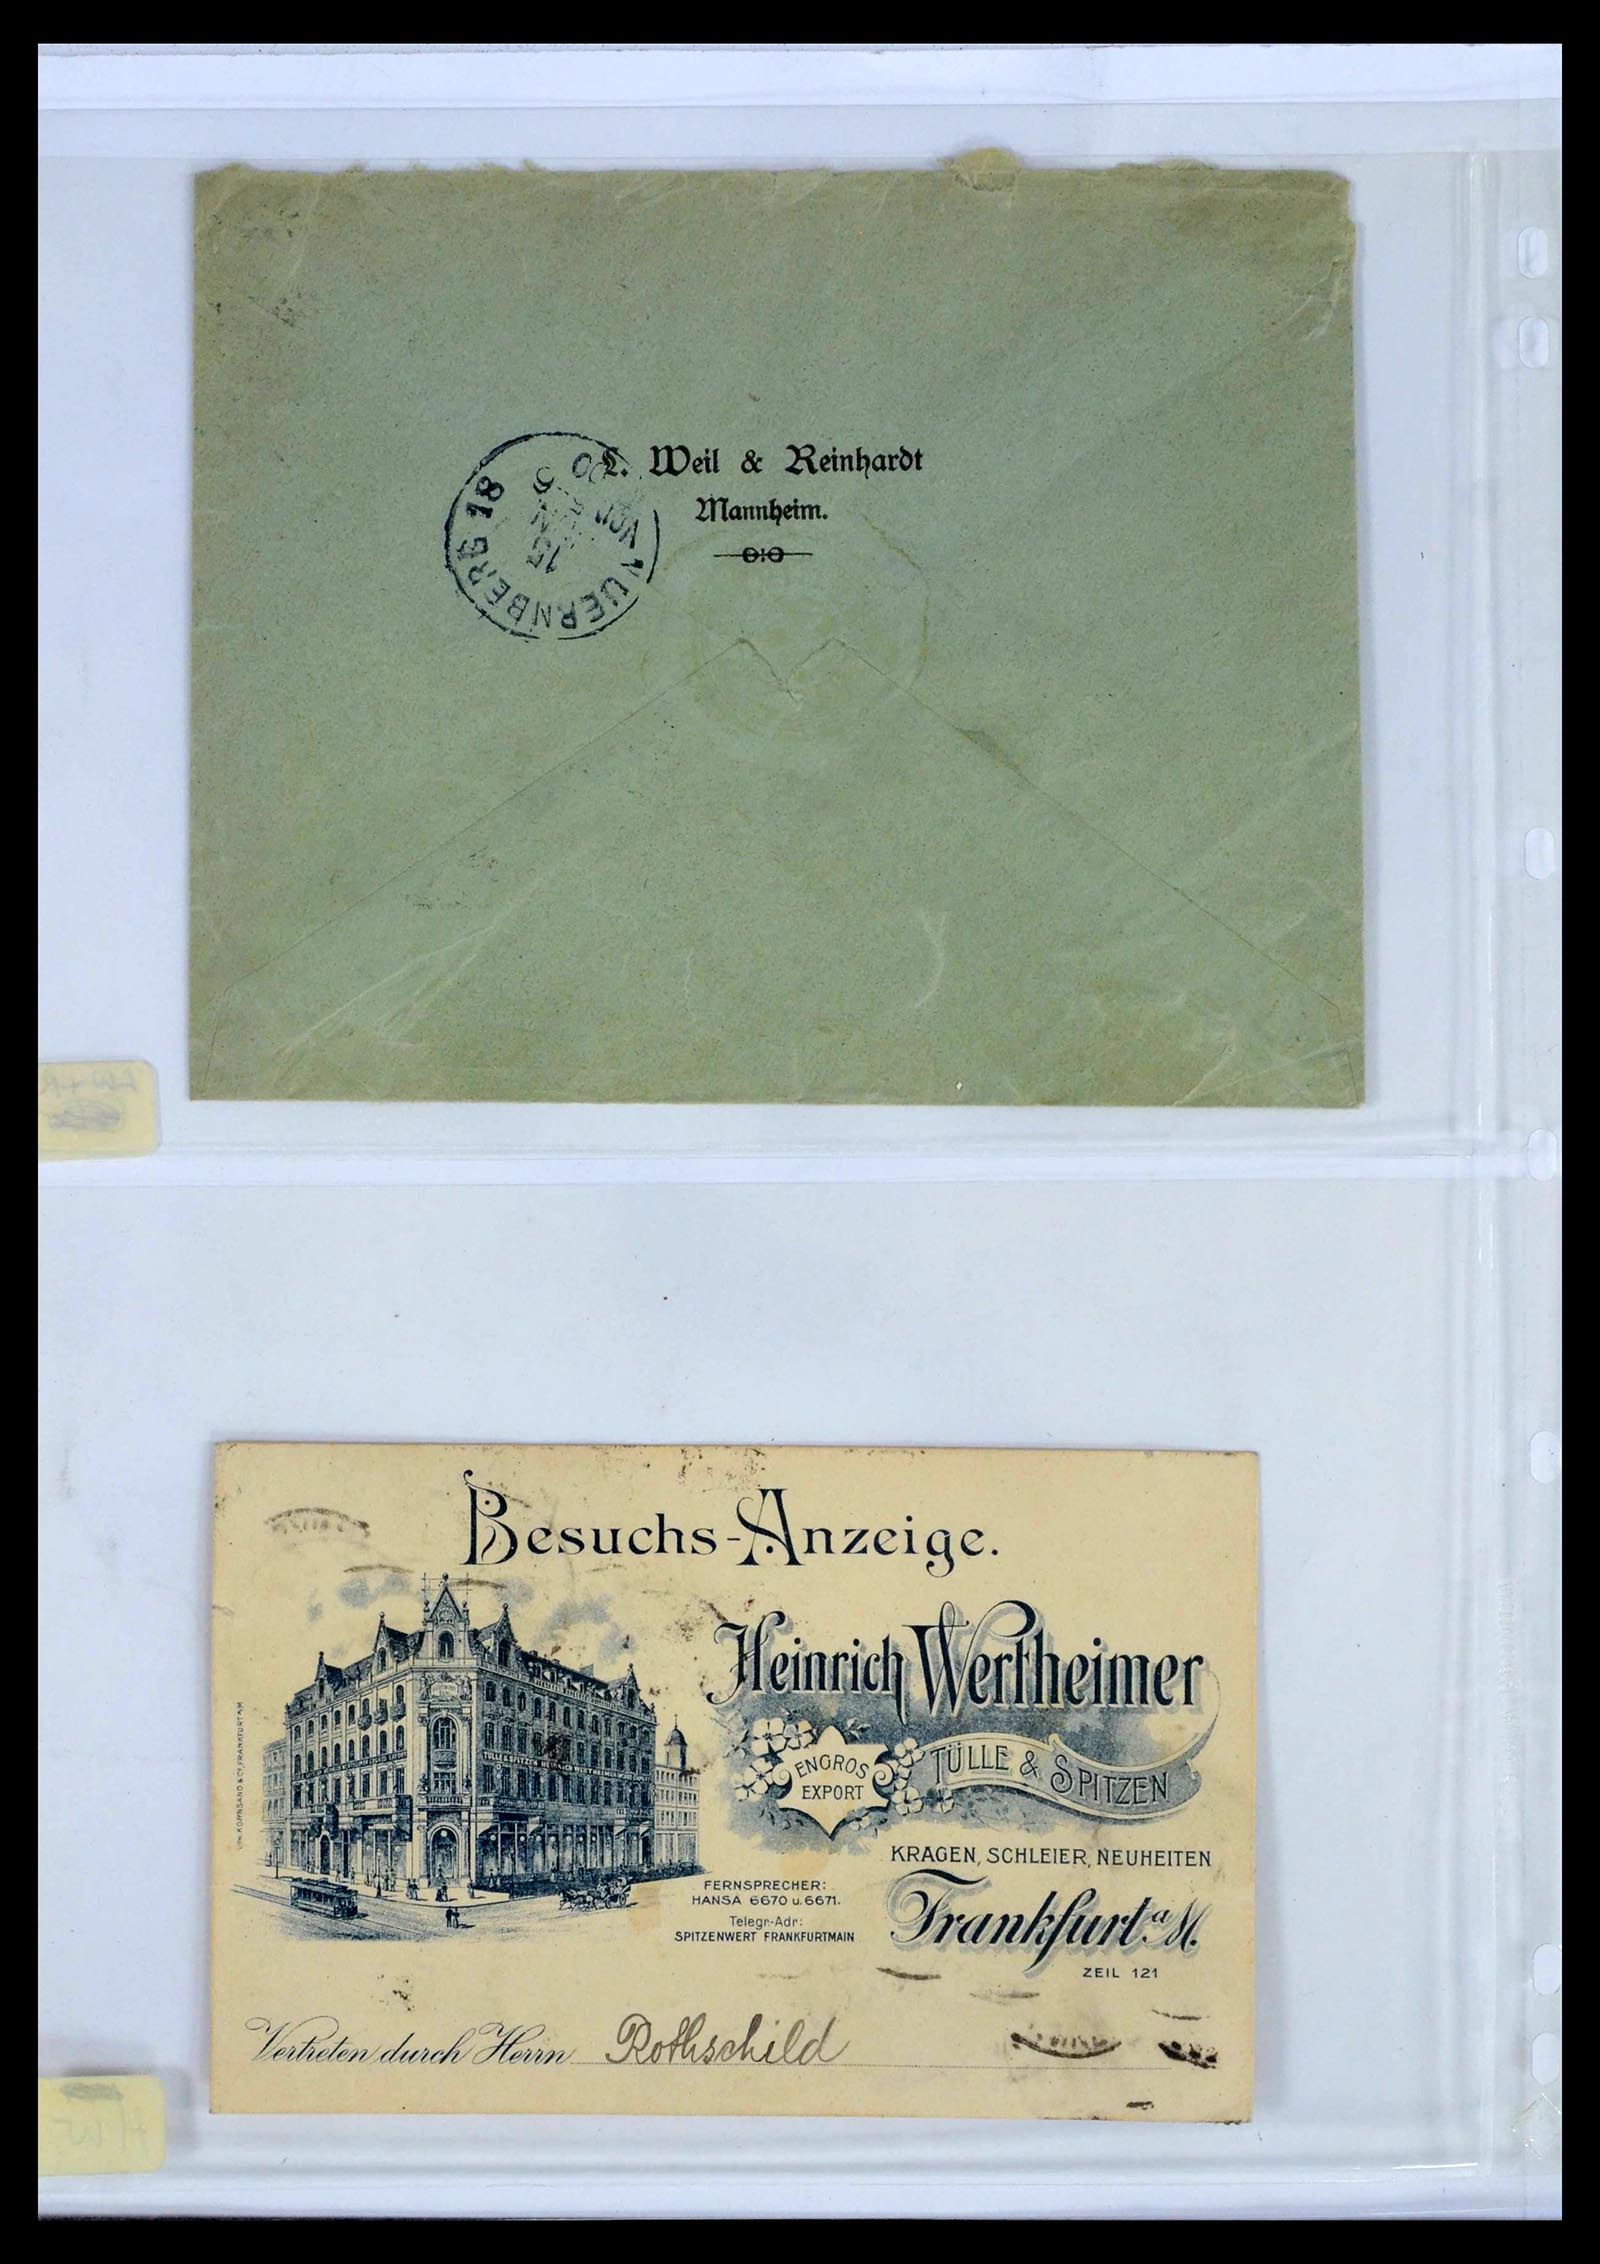 L. Weil & Reinhardt
Mannheim.
NUERNBERG 18
Besuchs-Anzeige.
Heinrich Wertheimer
ENGROS
EXPORT
TÜLLE & SPITZEN
KRAGEN, SCHLEIER, NEUHEITEN
FERNSPRECHER:
HANSA 6670 u. 6671.
Telegr.-Adr:
SPITZENWERT FRANKFURTMAIN
Frankfurt a/M.
ZEIL 121
Vertreten durch Herrn Rothschild